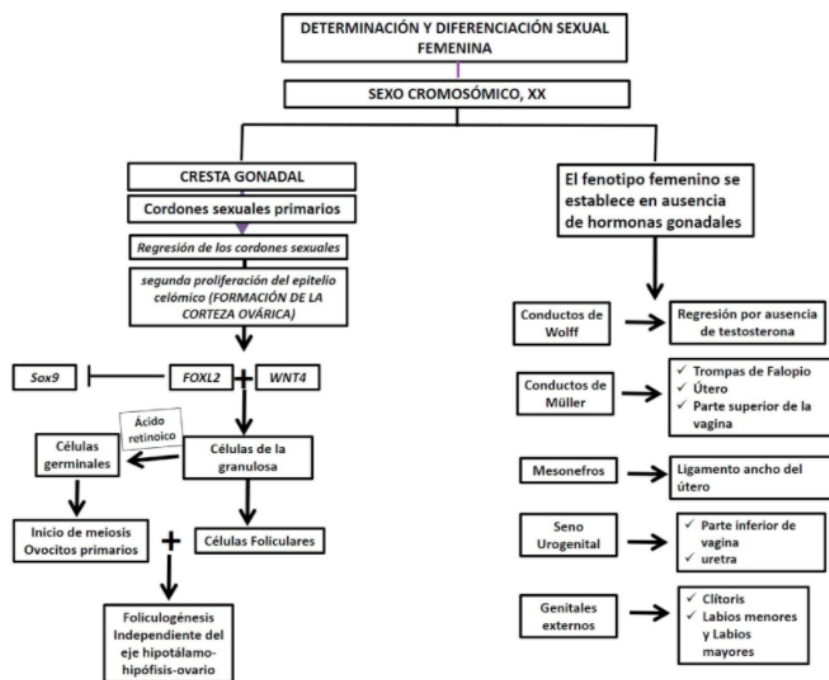 DETERMINACIÓN Y DIFERENCIACIÓN SEXUAL
FEMENINA
SEXO CROMOSÓMICO, XX
CRESTA GONADAL
Cordones sexuales primarios
Regresión de los cordones sexuales
segunda proliferación del epitelio
celómico (FORMACIÓN DE LA
CORTEZA OVÁRICA)
Sox9
FOXL2
+
WNT4
Ácido
retinoico
Células
germinales
Células de la
granulosa
Inicio de meiosis
Ovocitos primarios
+
Células Foliculares
Foliculogénesis
Independiente del
eje hipotálamo-
hipófisis-ovario
El fenotipo femenino se
establece en ausencia
de hormonas gonadales
Conductos de
Wolff
Regresión por ausencia
de testosterona
Conductos de
Müller
✓ Trompas de Falopio
✓ Útero
✓ Parte superior de la
vagina
Mesonefros
Ligamento ancho del
útero
Seno
Urogenital
✓ Parte inferior de
vagina
✓ uretra
Genitales
externos
✓ Clítoris
✓ Labios menores
y Labios
mayores